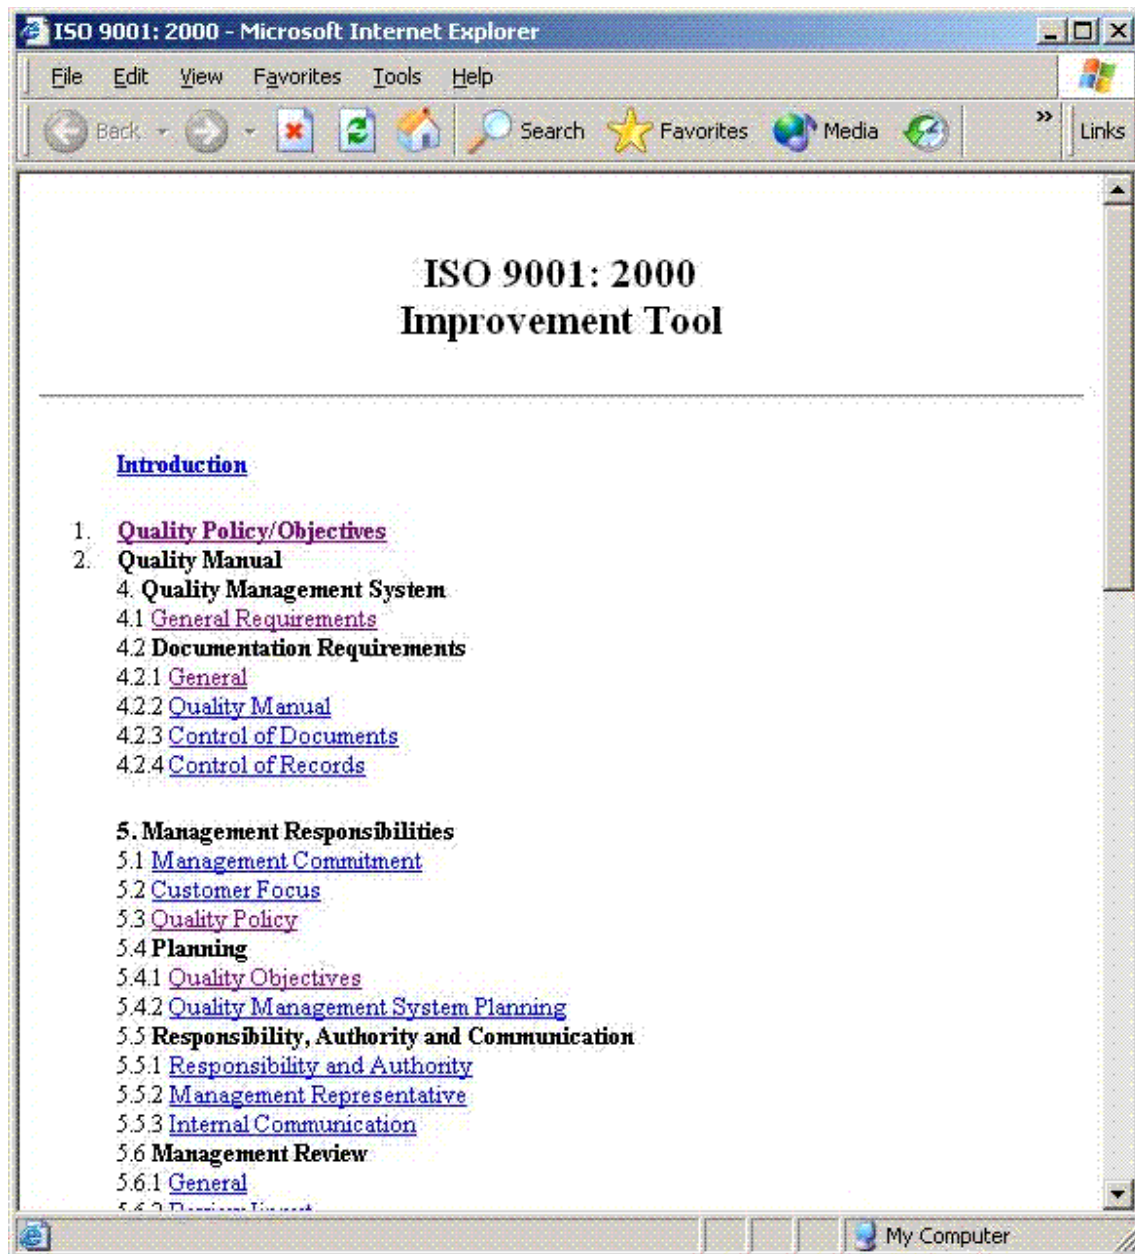 ISO 9001: 2000 - Microsoft Internet Explorer
File Edit View Favorites Tools Help
Back Search Favorites Media » Links
ISO 9001: 2000
Improvement Tool
Introduction
1. Quality Policy/Objectives
2. Quality Manual
4. Quality Management System
4.1 General Requirements
4.2 Documentation Requirements
4.2.1 General
4.2.2 Quality Manual
4.2.3 Control of Documents
4.2.4 Control of Records
5. Management Responsibilities
5.1 Management Commitment
5.2 Customer Focus
5.3 Quality Policy
5.4 Planning
5.4.1 Quality Objectives
5.4.2 Quality Management System Planning
5.5 Responsibility, Authority and Communication
5.5.1 Responsibility and Authority
5.5.2 Management Representative
5.5.3 Internal Communication
5.6 Management Review
5.6.1 General
5.6.2 Review Input
My Computer